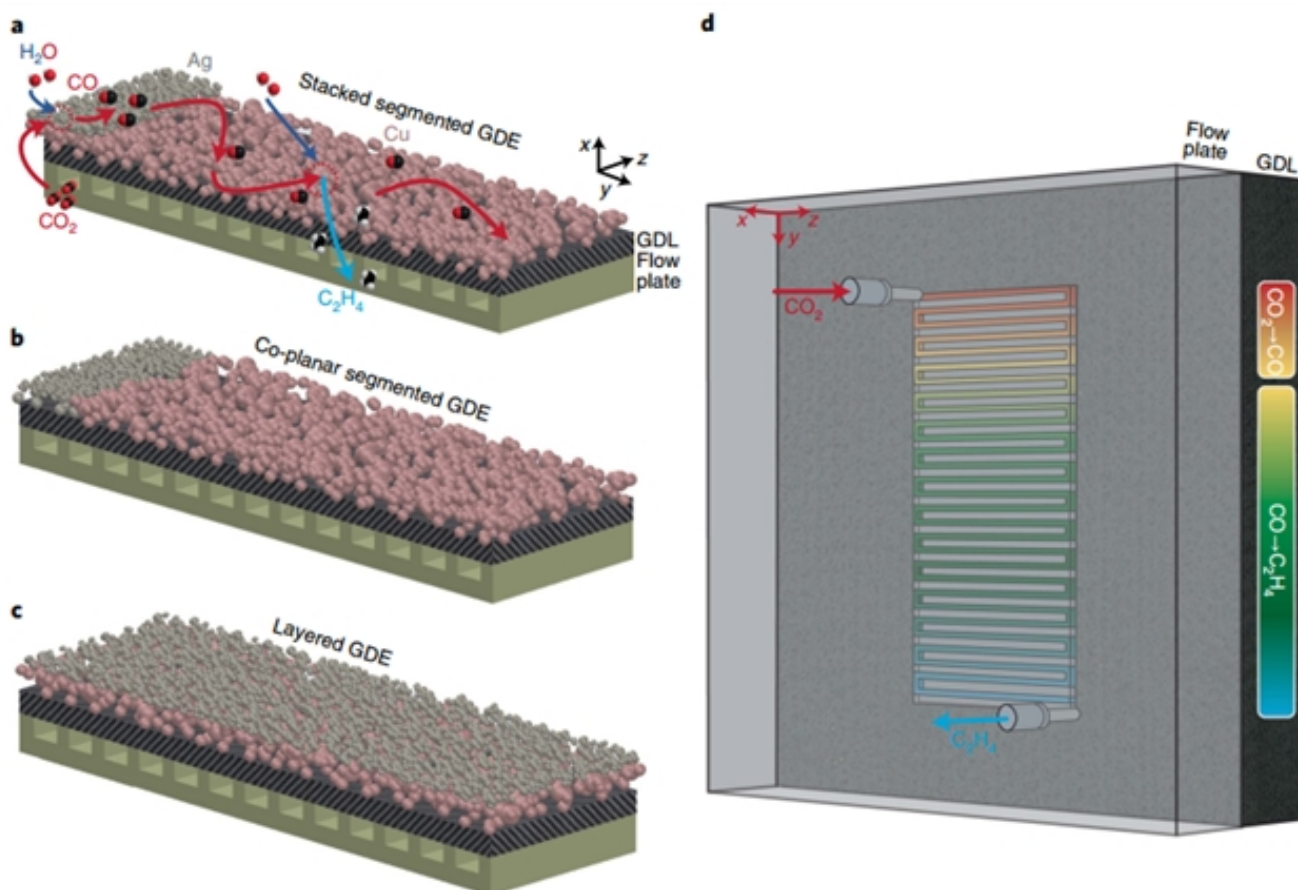 a
H₂O
CO
Ag
Stacked segmented GDE
Cu
x
z
y
CO₂
C₂H₄
GDL
Flow
plate
b
Co-planar segmented GDE
c
Layered GDE
d
Flow
plate
GDL
x
z
y
CO₂
C₂H₄
CO₂→CO
CO→C₂H₄